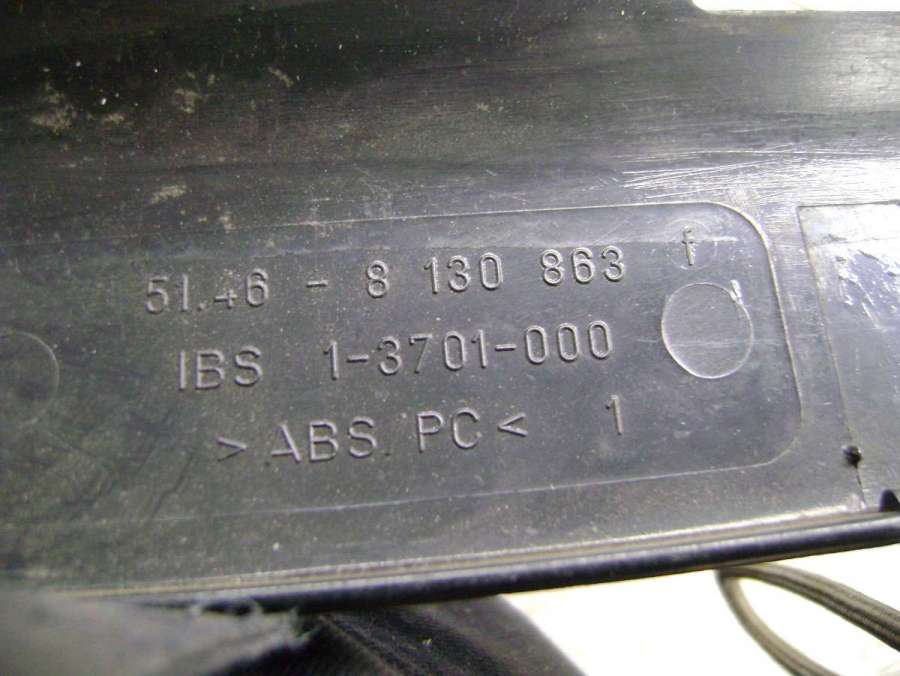 51.46 - 8 130 863 f
IBS 1-3701-000
>ABS PC< 1